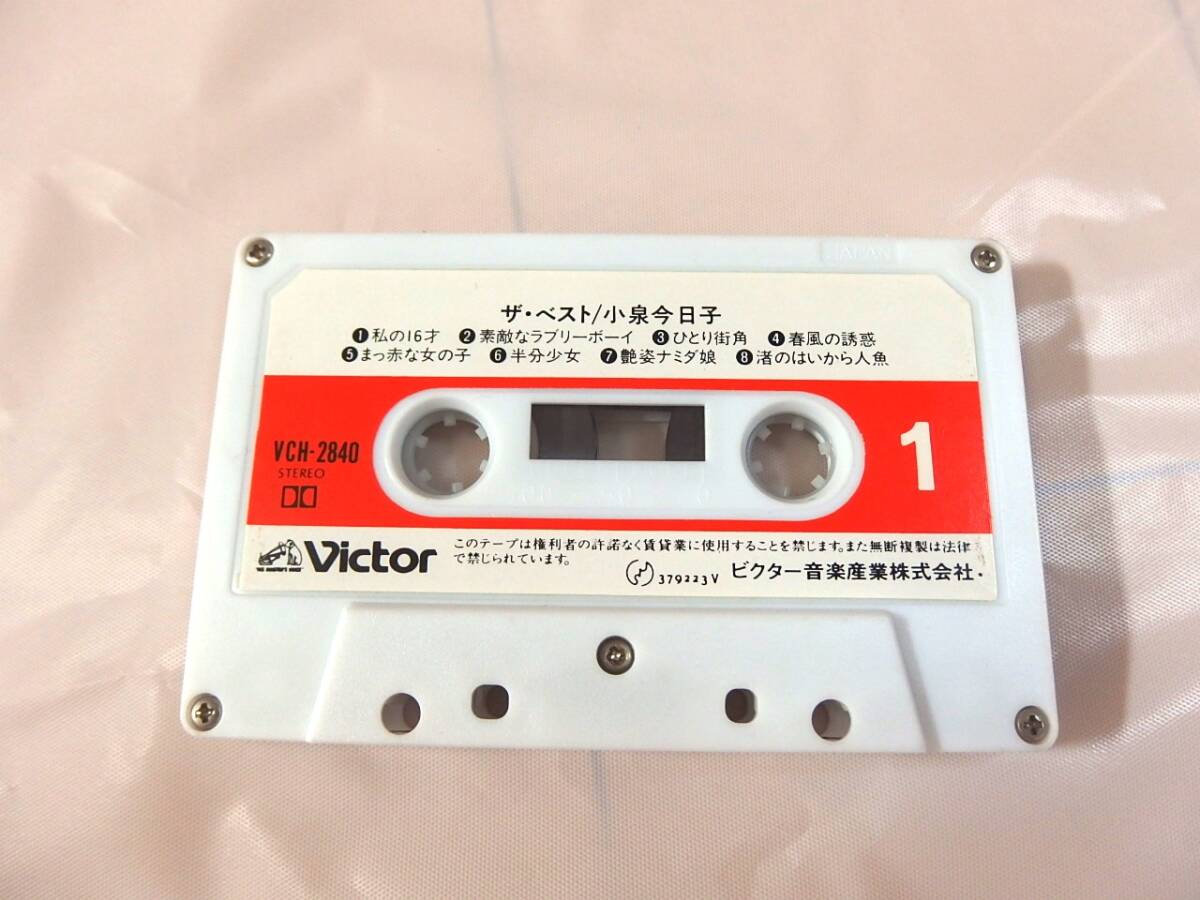 JAPAN
ザ・ベスト/小泉今日子
❶私の16才 ❷素敵なラブリーボーイ ❸ひとり街角 ❹春風の誘惑
❺まっ赤な女の子 ❻半分少女 ❼艶姿ナミダ娘 ❽渚のはいから人魚
VCH-2840
STEREO
1
Victor
このテープは権利者の許諾なく賃貸業に使用することを禁じます。また無断複製は法律
で禁じられています。
379223V ビクター音楽産業株式会社.